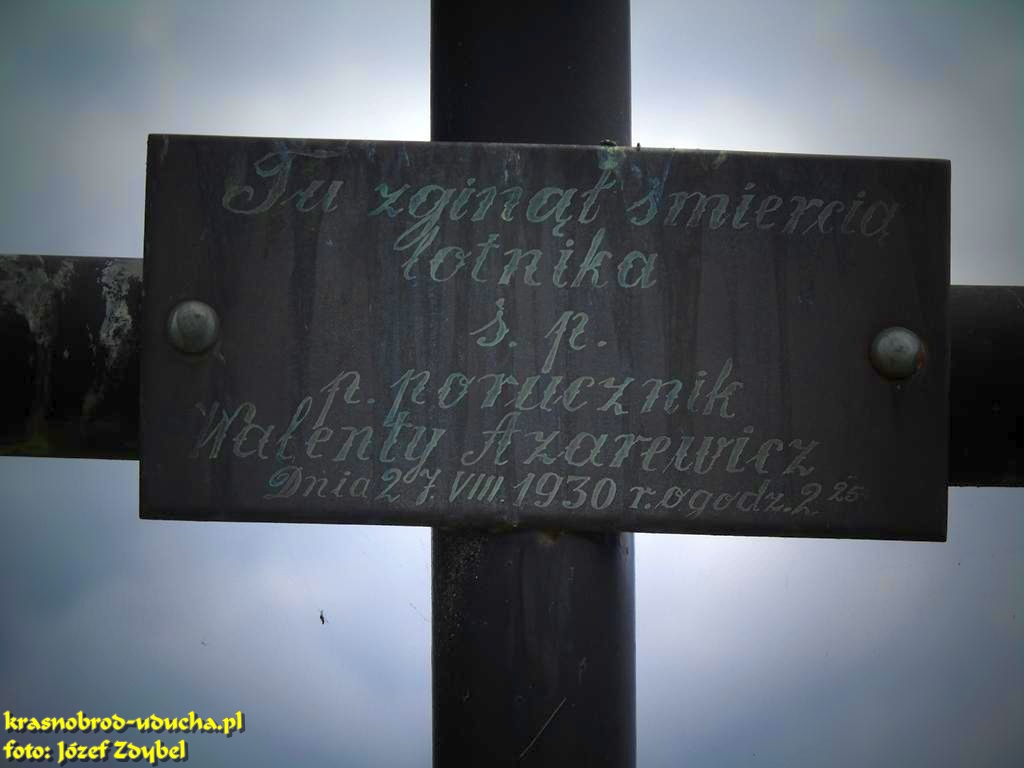 Tu zginął śmiercią
lotnika
ś. p.
p. porucznik
Walenty Azarewicz
Dnia 27. VIII. 1930 r. o godz. 2 25
krasnobrod-uducha.pl
foto: Józef Zdybel